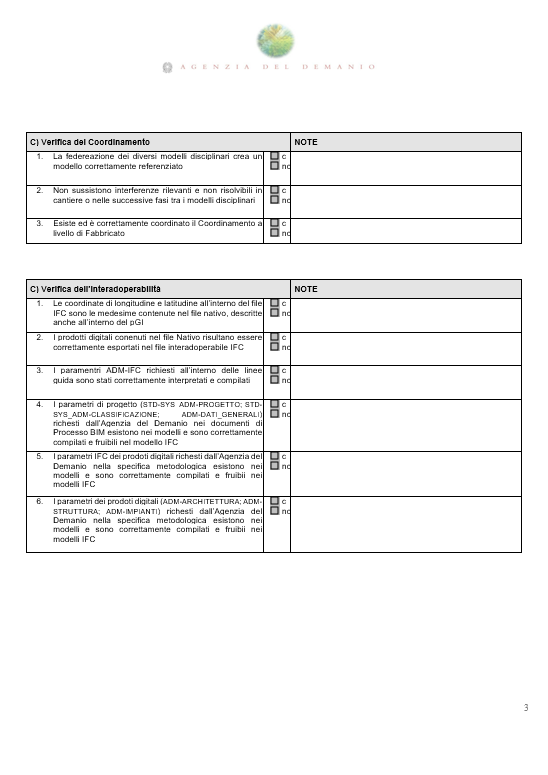 AGENZIA DEL DEMANIO
C) Verifica del Coordinamento NOTE
1. La federeazione dei diversi modelli disciplinari crea un c
modello correttamente referenziato nc
2. Non sussistono interferenze rilevanti e non risolvibili in c
cantiere o nelle successive fasi tra i modelli disciplinari nc
3. Esiste ed è correttamente coordinato il Coordinamento a c
livello di Fabbricato nc
C) Verifica dell'Interadoperabilità NOTE
1. Le coordinate di longitudine e latitudine all'interno del file c
IFC sono le medesime contenute nel file nativo, descritte nc
anche all'interno del pGI
2. I prodotti digitali conenuti nel file Nativo risultano essere c
correttamente esportati nel file interadoperabile IFC nc
3. I paramentri ADM-IFC richiesti all'interno delle linee c
guida sono stati correttamente interpretati e compilati nc
4. I parametri di progetto (STD-SYS ADM-PROGETTO; STD- c
SYS_ADM-CLASSIFICAZIONE; ADM-DATI_GENERALI) nc
richiesti dall'Agenzia del Demanio nei documenti di
Processo BIM esistono nei modelli e sono correttamente
compilati e fruibili nel modello IFC
5. I parametri IFC dei prodoti digitali richiesti dall'Agenzia del c
Demanio nella specifica metodologica esistono nei nc
modelli e sono correttamente compilati e fruibili nei
modelli IFC
6. I parametri dei prodoti digitali (ADM-ARCHITETTURA; ADM- c
STRUTTURA; ADM-IMPIANTI) richiesti dall'Agenzia del nc
Demanio nella specifica metodologica esistono nei
modelli e sono correttamente compilati e fruibii nei
modelli IFC
3